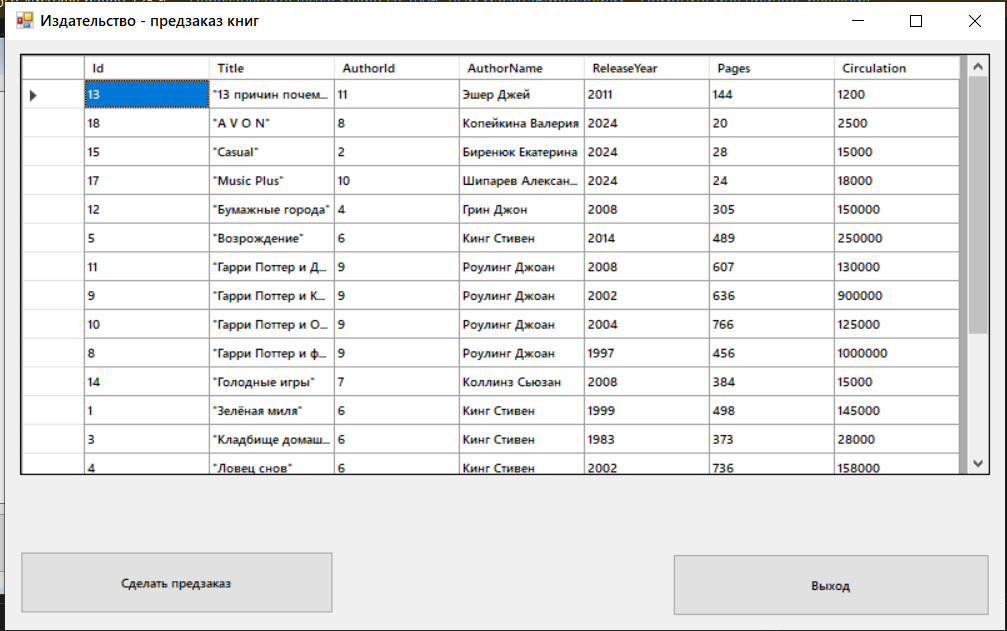 Издательство - предзаказ книг
Id Title AuthorId AuthorName ReleaseYear Pages Circulation
13 "13 причин почем... 11 Эшер Джей 2011 144 1200
18 "A V O N" 8 Копейкина Валерия 2024 20 2500
15 "Casual" 2 Биренюк Екатерина 2024 28 15000
17 "Music Plus" 10 Шипарев Алексан... 2024 24 18000
12 "Бумажные города" 4 Грин Джон 2008 305 150000
5 "Возрождение" 6 Кинг Стивен 2014 489 250000
11 "Гарри Поттер и Д... 9 Роулинг Джоан 2008 607 130000
9 "Гарри Поттер и К... 9 Роулинг Джоан 2002 636 900000
10 "Гарри Поттер и О... 9 Роулинг Джоан 2004 766 125000
8 "Гарри Поттер и ф... 9 Роулинг Джоан 1997 456 1000000
14 "Голодные игры" 7 Коллинз Сьюзан 2008 384 15000
1 "Зелёная миля" 6 Кинг Стивен 1999 498 145000
3 "Кладбище домаш... 6 Кинг Стивен 1983 373 28000
4 "Ловец снов" 6 Кинг Стивен 2002 736 158000
Сделать предзаказ
Выход